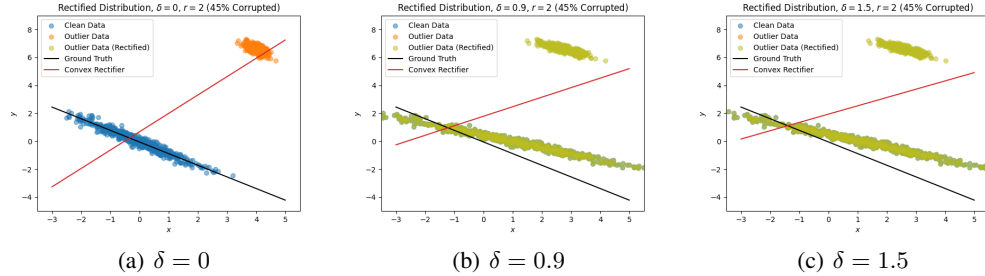 Rectified Distribution, δ=0, r = 2 (45% Corrupted)
Clean Data
Outlier Data
Outlier Data (Rectified)
Ground Truth
Convex Rectifier
8
6
4
2
0
−2
−4
y
−3 −2 −1 0 1 2 3 4 5
x
(a) δ = 0
Rectified Distribution, δ=0.9, r = 2 (45% Corrupted)
Clean Data
Outlier Data
Outlier Data (Rectified)
Ground Truth
Convex Rectifier
8
6
4
2
0
−2
−4
y
−3 −2 −1 0 1 2 3 4 5
x
(b) δ = 0.9
Rectified Distribution, δ=1.5, r = 2 (45% Corrupted)
Clean Data
Outlier Data
Outlier Data (Rectified)
Ground Truth
Convex Rectifier
8
6
4
2
0
−2
−4
y
−3 −2 −1 0 1 2 3 4 5
x
(c) δ = 1.5